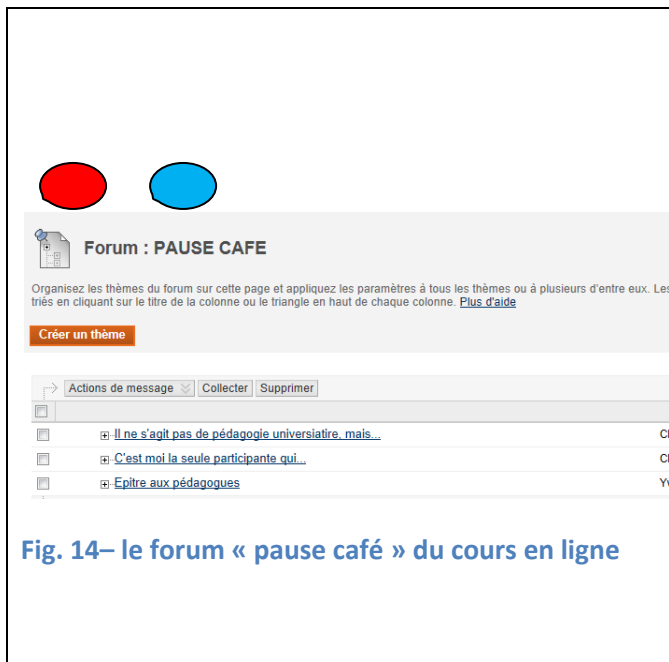 Forum : PAUSE CAFE
Organisez les thèmes du forum sur cette page et appliquez les paramètres à tous les thèmes ou à plusieurs d'entre eux. Les
triés en cliquant sur le titre de la colonne ou le triangle en haut de chaque colonne. Plus d'aide
Créer un thème
Actions de message Collecter Supprimer
Il ne s'agit pas de pédagogie universiatire, mais...
C'est moi la seule participante qui...
Epitre aux pédagogues
Fig. 14– le forum « pause café » du cours en ligne